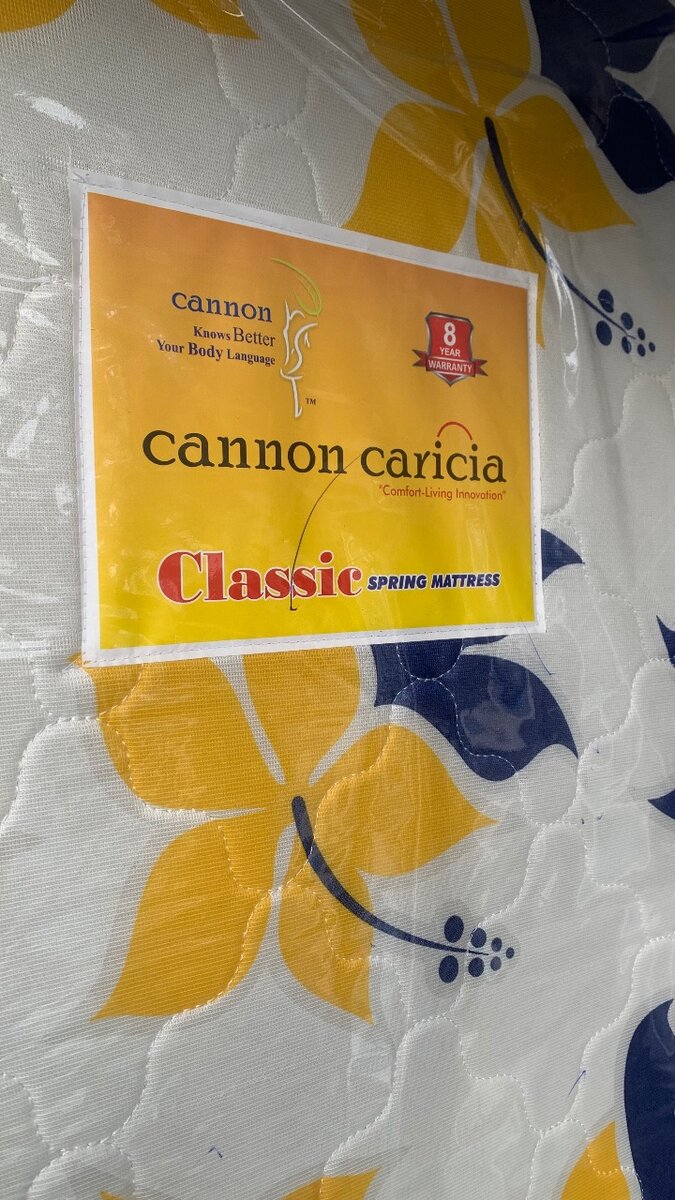 cannon
Knows Better
Your Body Language
TM
8
YEAR
WARRANTY
cannon caricia
"Comfort-Living Innovation"
Classic SPRING MATTRESS